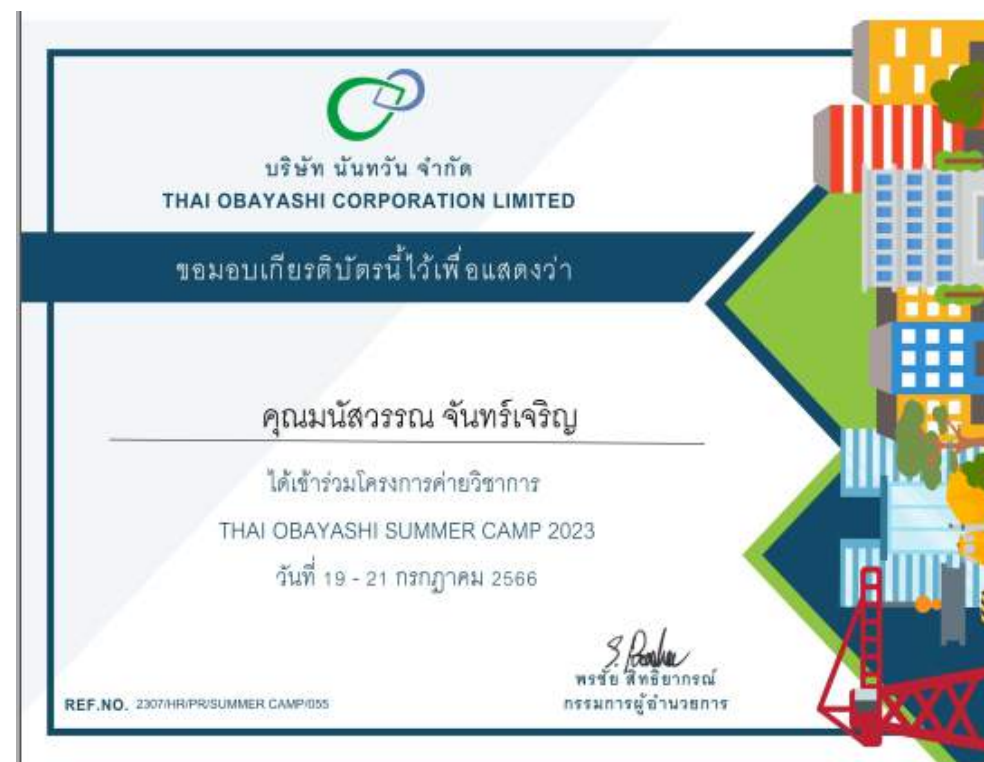 บริษัท นันทวัน จำกัด
THAI OBAYASHI CORPORATION LIMITED
ขอมอบเกียรติบัตรนี้ไว้เพื่อแสดงว่า
คุณมนัสวรรณ จันทร์เจริญ
ได้เข้าร่วมโครงการค่ายวิชาการ
THAI OBAYASHI SUMMER CAMP 2023
วันที่ 19 - 21 กรกฎาคม 2566
พรชัย สิทธิยากรณ์
กรรมการผู้อำนวยการ
REF.NO. 2307/HR/PR/SUMMER CAMP/055